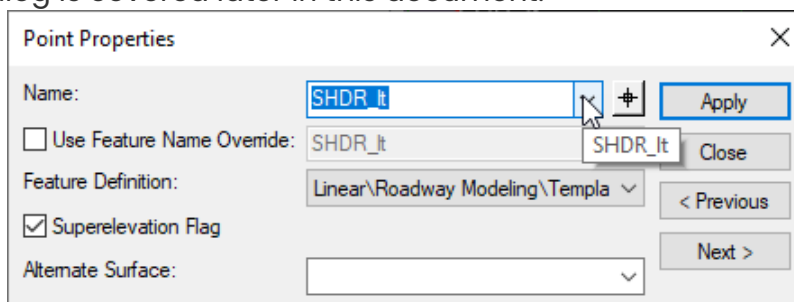 Point Properties
Name:
SHDR_lt
Apply
Use Feature Name Override:
SHDR_lt
SHDR_lt
Close
Feature Definition:
Linear\Roadway Modeling\Templa
< Previous
Superelevation Flag
Next >
Alternate Surface: